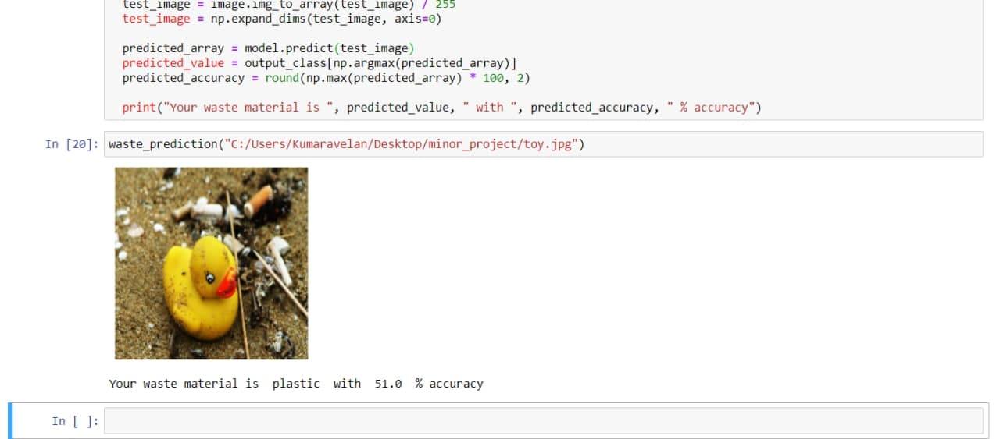 test_image = image.img_to_array(test_image) / 255
test_image = np.expand_dims(test_image, axis=0)
predicted_array = model.predict(test_image)
predicted_value = output_class[np.argmax(predicted_array)]
predicted_accuracy = round(np.max(predicted_array) * 100, 2)
print("Your waste material is ", predicted_value, " with ", predicted_accuracy, " % accuracy")
In [20]: waste_prediction("C:/Users/Kumaravelan/Desktop/minor_project/toy.jpg")
Your waste material is  plastic  with  51.0  % accuracy
In [ ]: